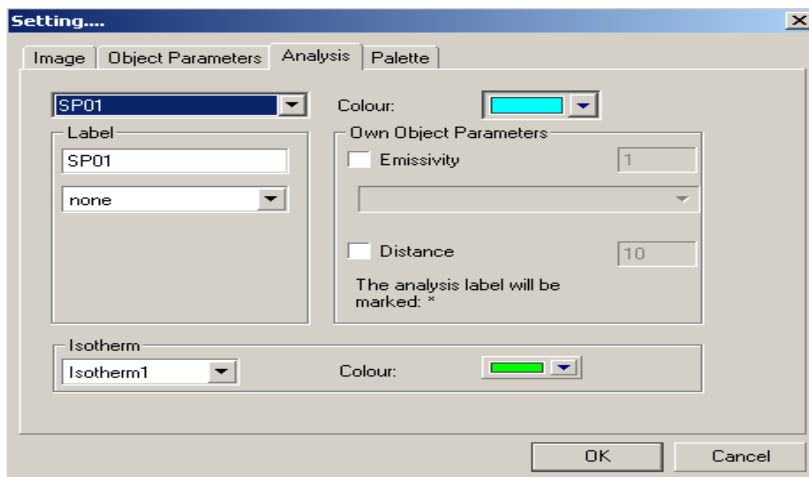 Setting....
Image Object Parameters Analysis Palette
SP01 Colour:
Label
SP01
none
Own Object Parameters
Emissivity 1
Distance 10
The analysis label will be
marked: *
Isotherm
Isotherm1 Colour:
OK Cancel